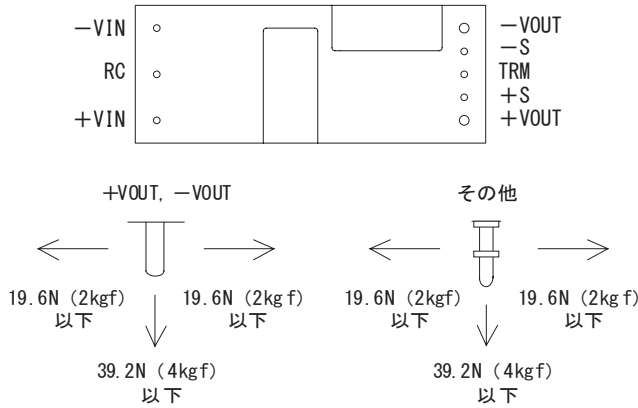 −VIN
RC
+VIN
−VOUT
−S
TRM
+S
+VOUT
+VOUT, −VOUT
その他
19.6N (2kgf)
以下
19.6N (2kgf)
以下
39.2N (4kgf)
以下
19.6N (2kgf)
以下
19.6N (2kgf)
以下
39.2N (4kgf)
以下